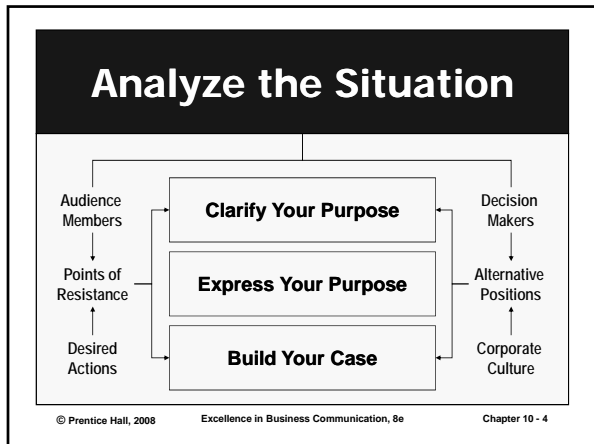 Analyze the Situation
Audience
Members
Clarify Your Purpose
Decision
Makers
Points of
Resistance
Express Your Purpose
Alternative
Positions
Desired
Actions
Build Your Case
Corporate
Culture
© Prentice Hall, 2008 Excellence in Business Communication, 8e Chapter 10 - 4